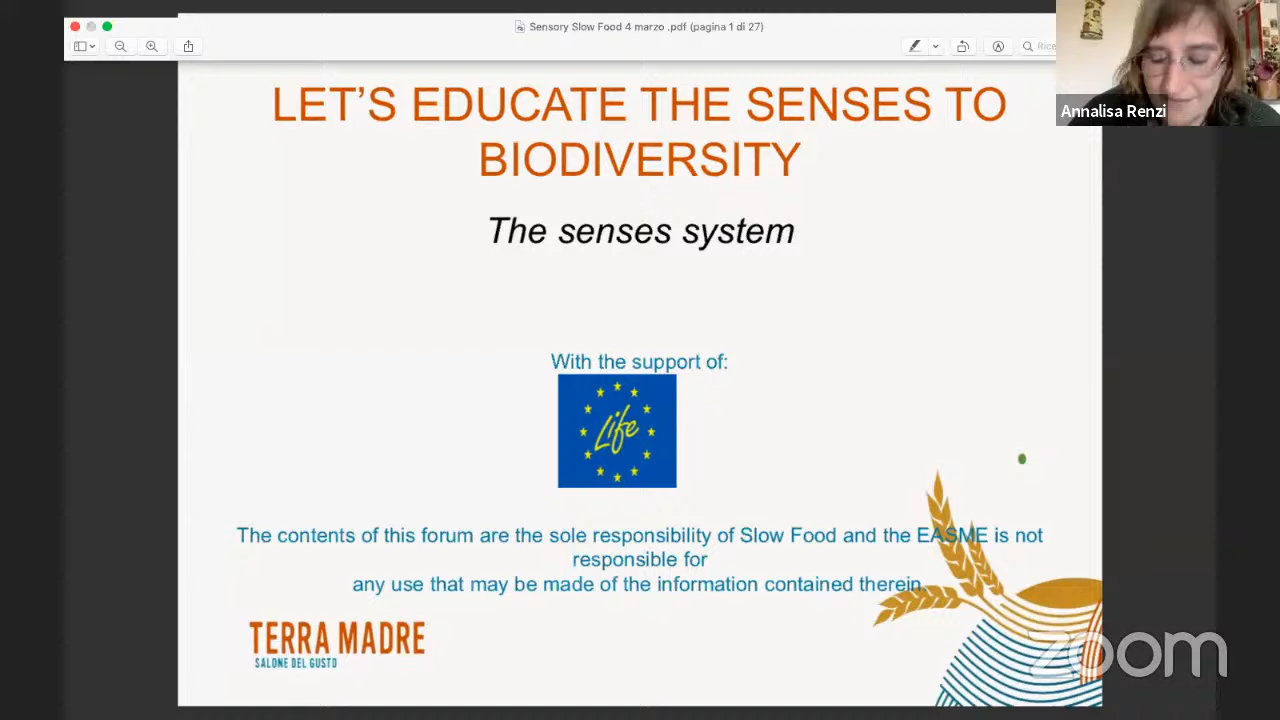 Sensory Slow Food 4 marzo .pdf (pagina 1 di 27)
Rice
LET'S EDUCATE THE SENSES TO
BIODIVERSITY
Annalisa Renzi
The senses system
With the support of:
Life
The contents of this forum are the sole responsibility of Slow Food and the EASME is not
responsible for
any use that may be made of the information contained therein.
TERRA MADRE
SALONE DEL GUSTO
zoom